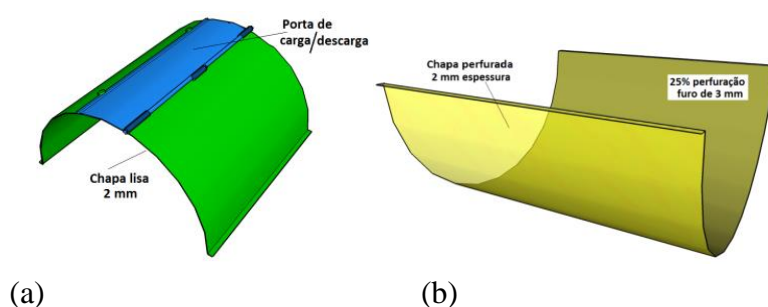 Porta de
carga/descarga
Chapa lisa
2 mm
Chapa perfurada
2 mm espessura
25% perfuração
furo de 3 mm
(a)
(b)